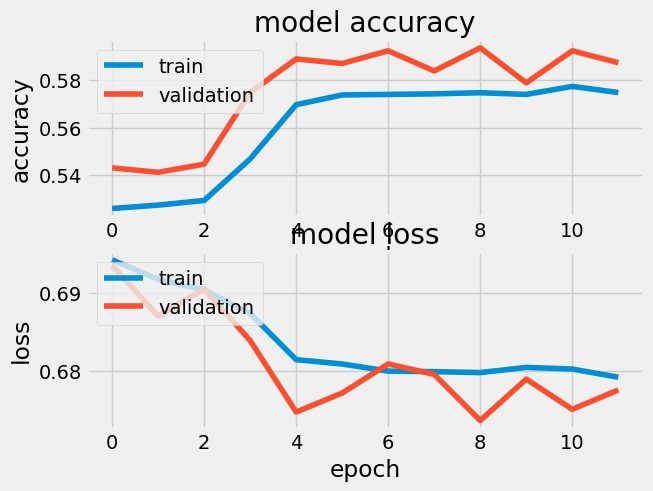 model accuracy
train
validation
0.58
0.56
0.54
accuracy
0 2 4 6 8 10
model loss
train
validation
0.69
0.68
loss
0 2 4 6 8 10
epoch